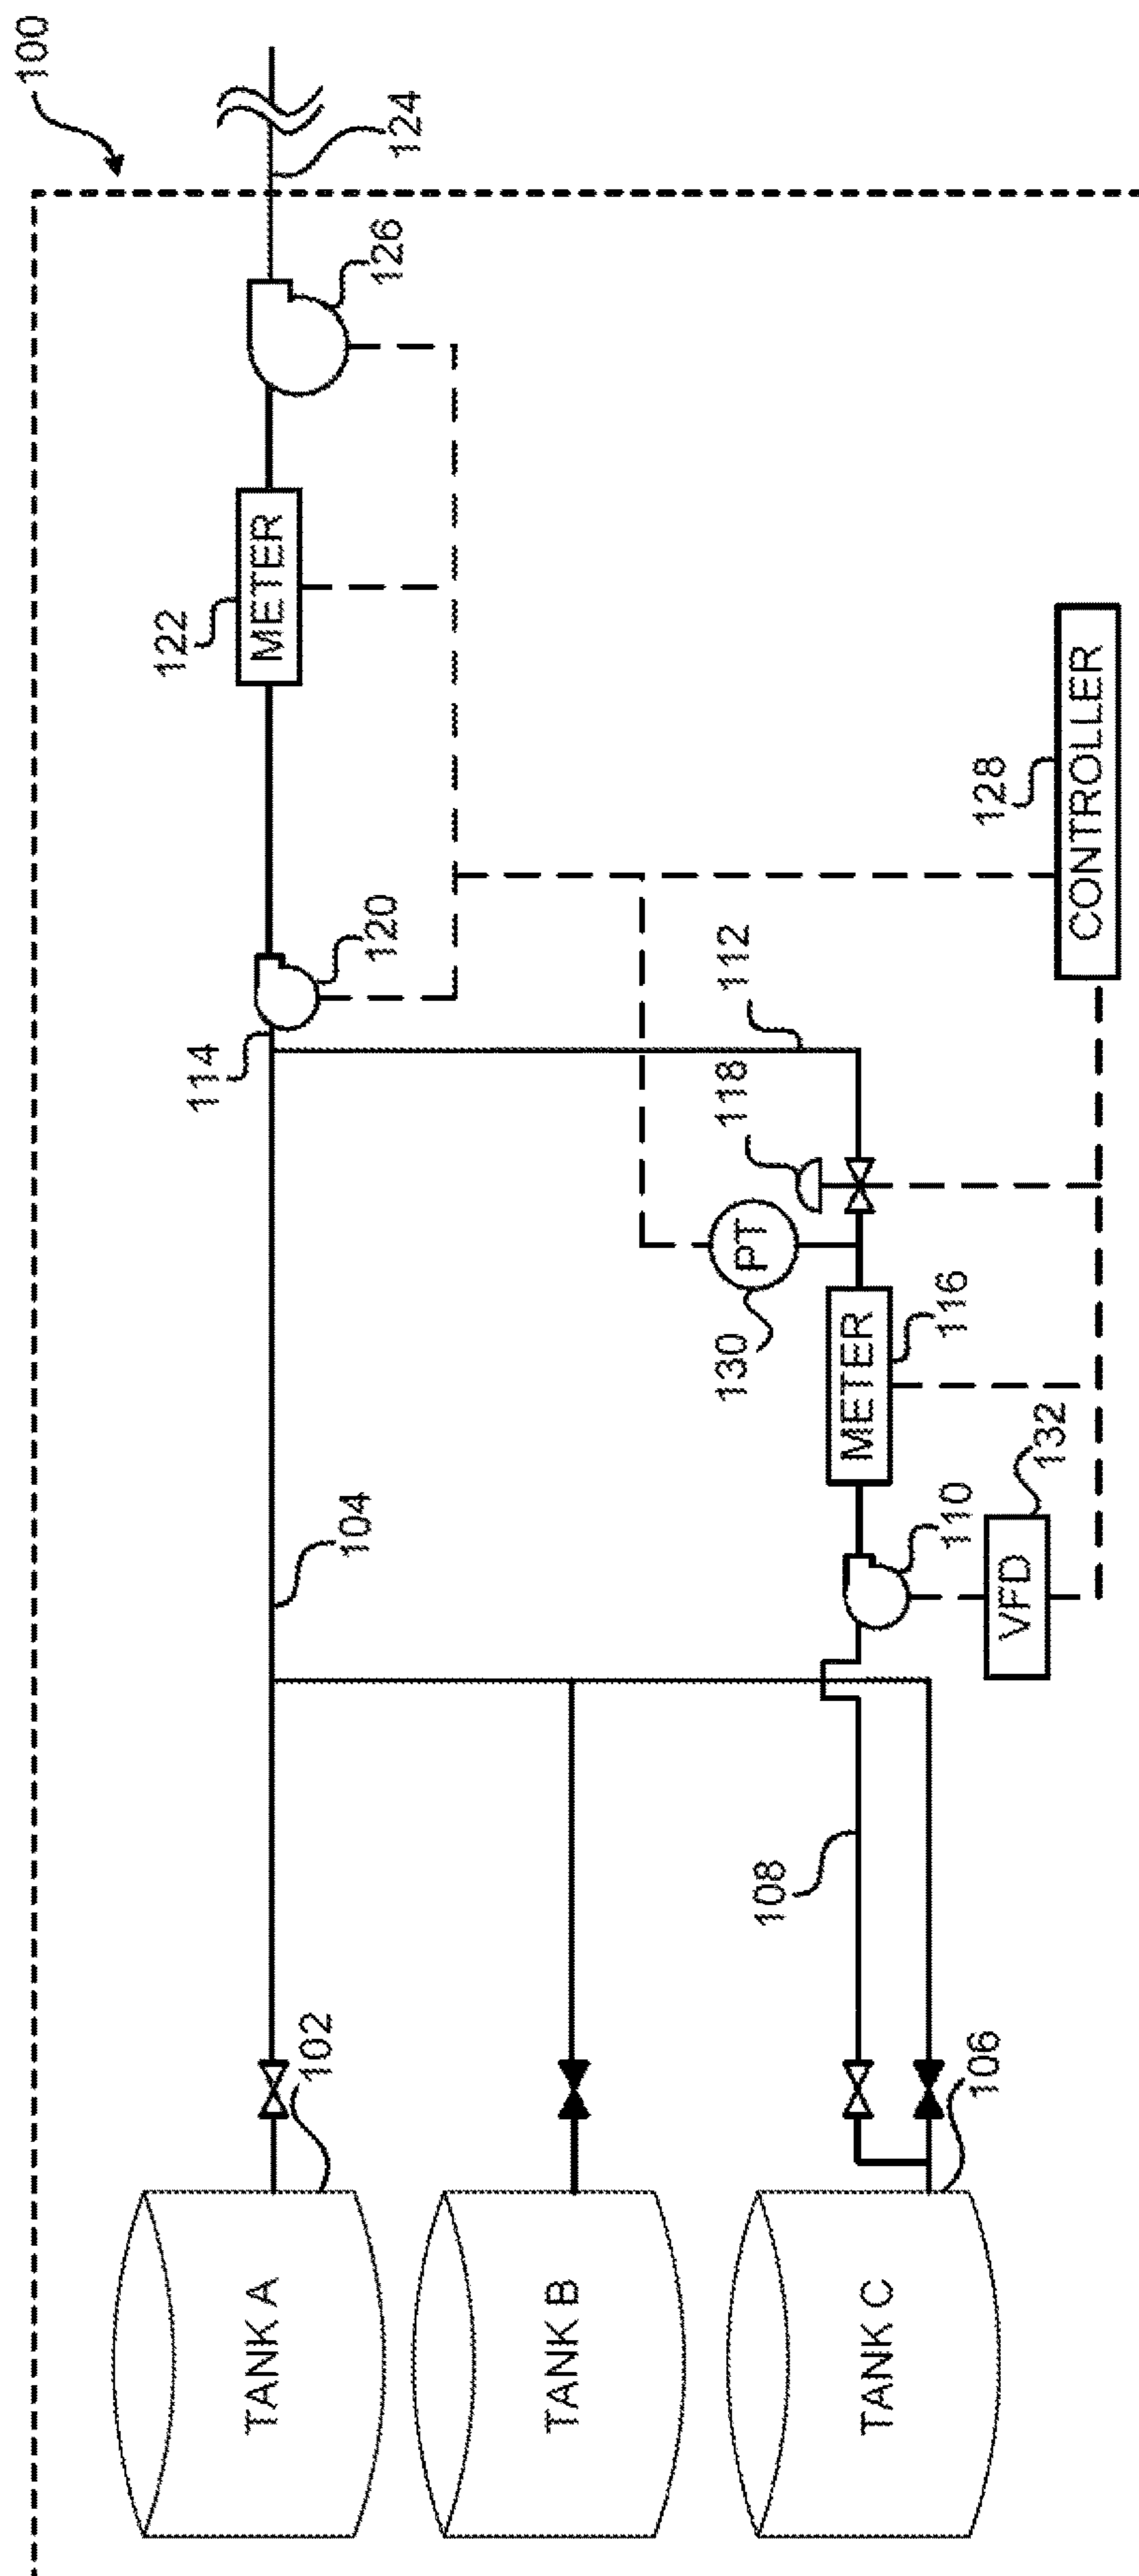 100
124
126
METER
122
120
114
112
118
PT
130
128
CONTROLLER
METER
116
132
VFD
110
104
108
102
106
TANK A
TANK B
TANK C